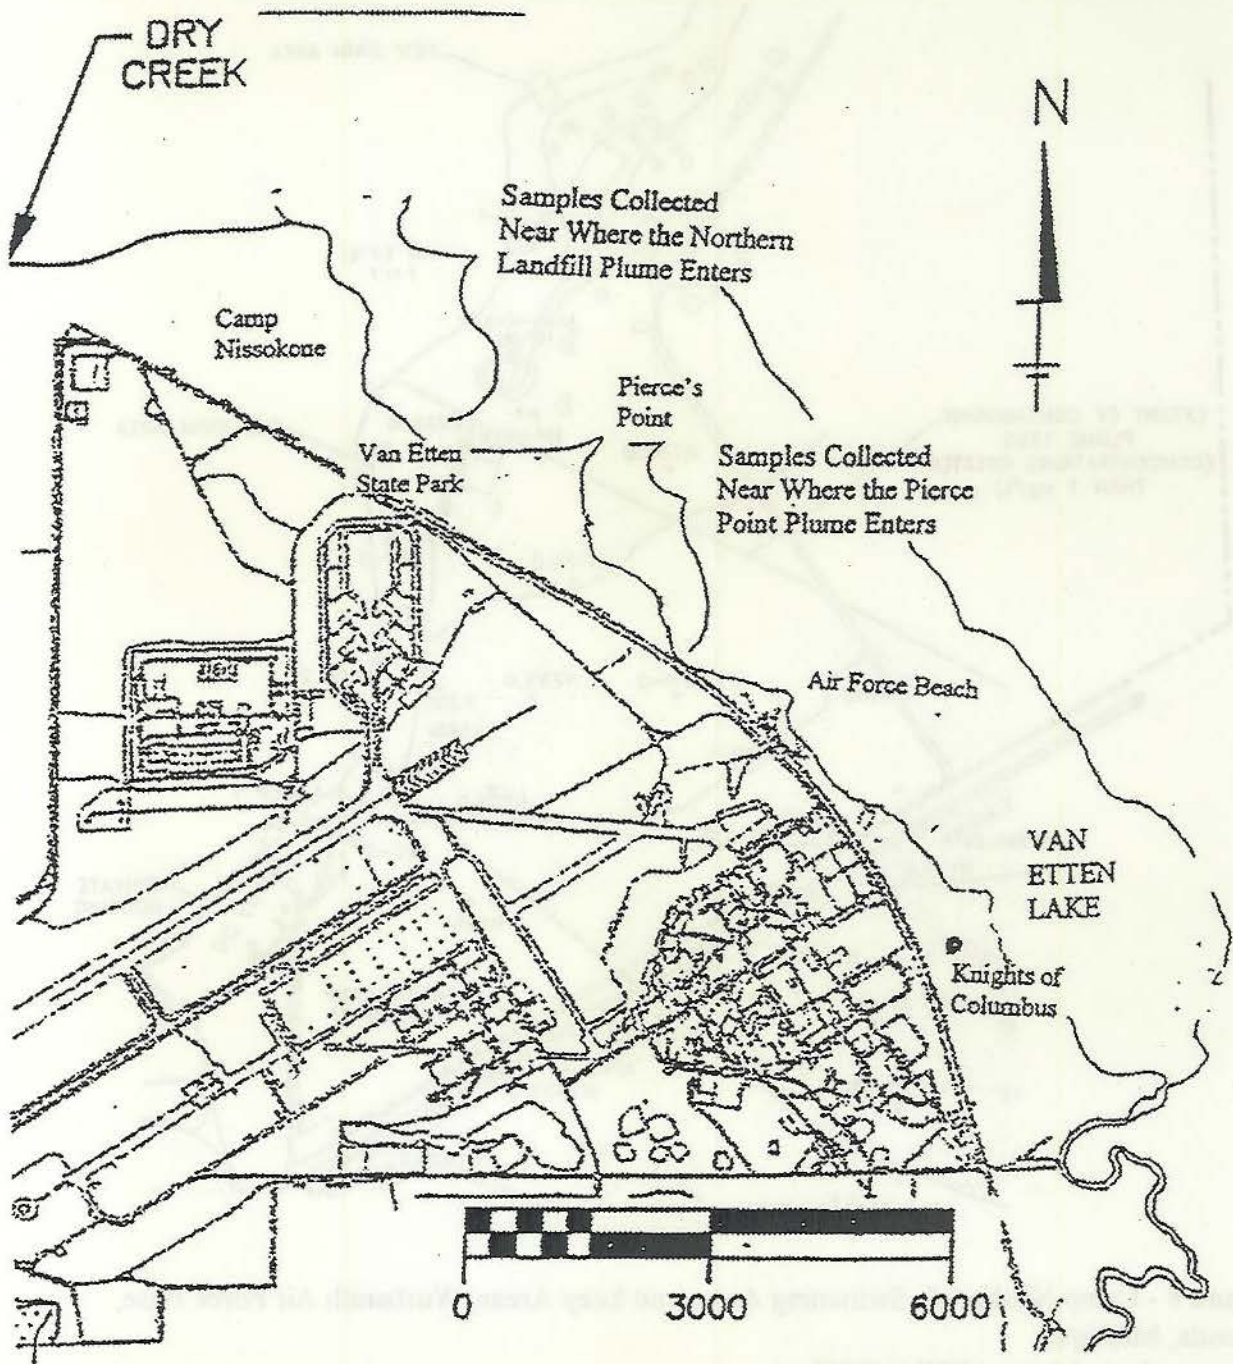 DRY
CREEK
N
Samples Collected
Near Where the Northern
Landfill Plume Enters
Camp
Nissokone
Pierce's
Point
Van Etten
State Park
Samples Collected
Near Where the Pierce
Point Plume Enters
Air Force Beach
VAN
ETTEN
LAKE
Knights of
Columbus
0 3000 6000